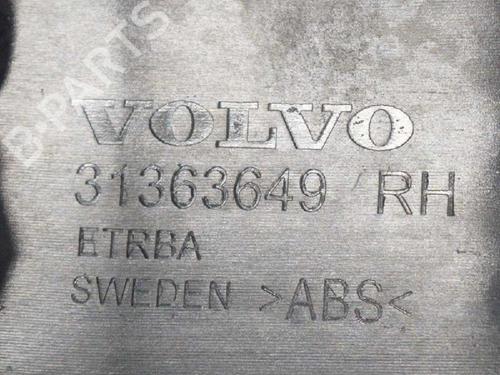 B-PARTS
VOLVO
31363649 RH
ETRBA
SWEDEN >ABS<